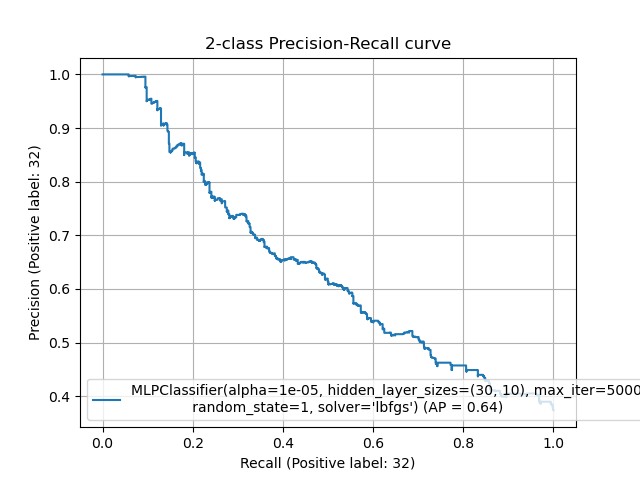 2-class Precision-Recall curve
1.0
0.9
0.8
0.7
0.6
0.5
0.4
Precision (Positive label: 32)
MLPClassifier(alpha=1e-05, hidden_layer_sizes=(30, 10), max_iter=5000
random_state=1, solver='lbfgs') (AP = 0.64)
0.0 0.2 0.4 0.6 0.8 1.0
Recall (Positive label: 32)